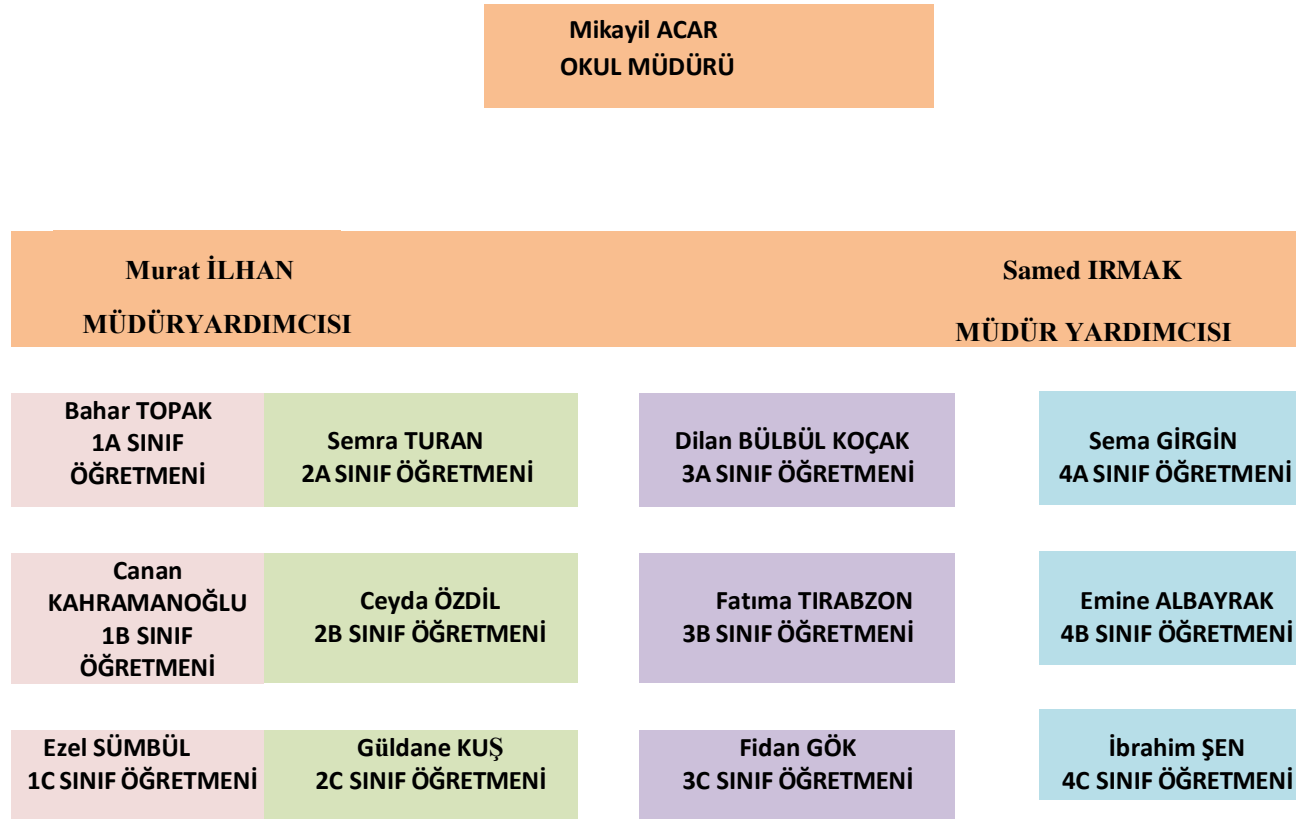 Mikayil ACAR
OKUL MÜDÜRÜ
Murat İLHAN
MÜDÜRYARDIMCISI
Samed IRMAK
MÜDÜR YARDIMCISI
Bahar TOPAK
1A SINIF
ÖĞRETMENİ
Semra TURAN
2A SINIF ÖĞRETMENİ
Dilan BÜLBÜL KOÇAK
3A SINIF ÖĞRETMENİ
Sema GİRGİN
4A SINIF ÖĞRETMENİ
Canan
KAHRAMANOĞLU
1B SINIF
ÖĞRETMENİ
Ceyda ÖZDİL
2B SINIF ÖĞRETMENİ
Fatıma TIRABZON
3B SINIF ÖĞRETMENİ
Emine ALBAYRAK
4B SINIF ÖĞRETMENİ
Ezel SÜMBÜL
1C SINIF ÖĞRETMENİ
Güldane KUŞ
2C SINIF ÖĞRETMENİ
Fidan GÖK
3C SINIF ÖĞRETMENİ
İbrahim ŞEN
4C SINIF ÖĞRETMENİ